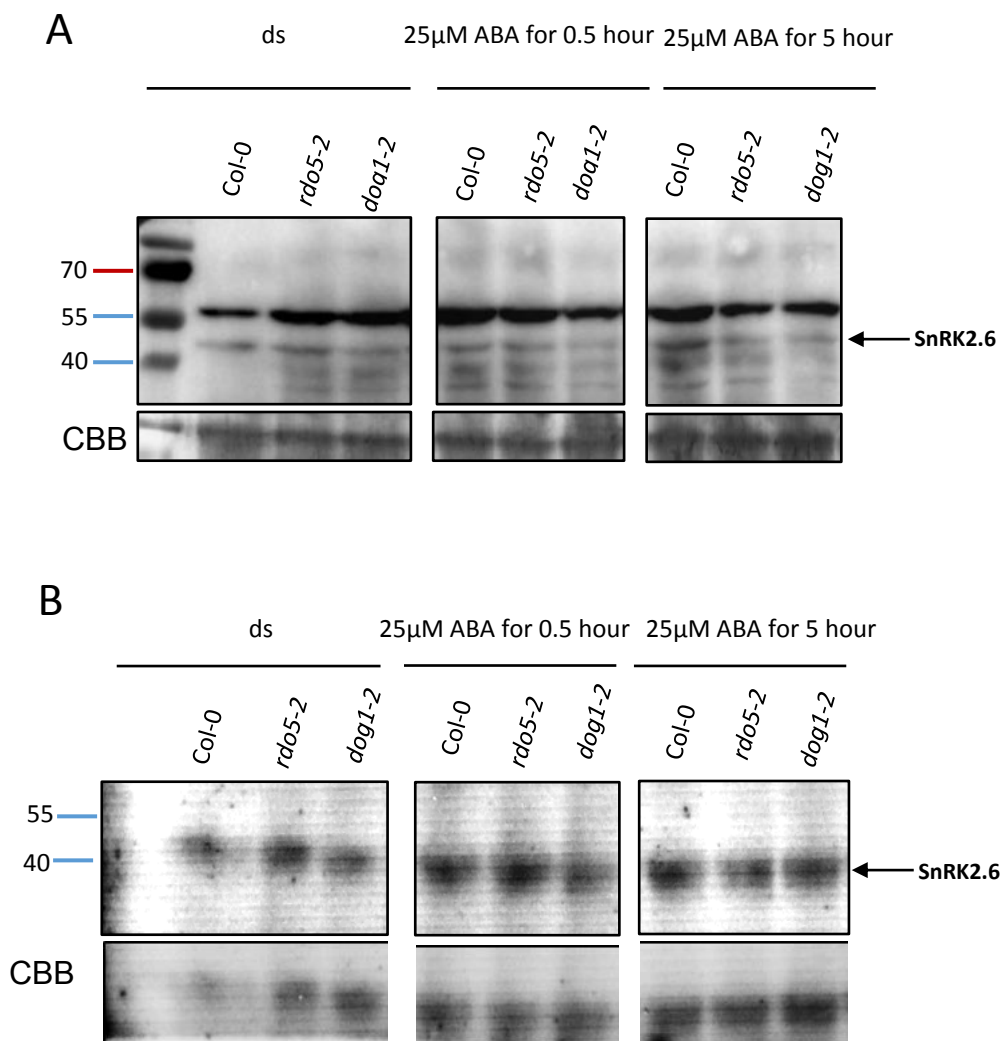 A
ds 25µM ABA for 0.5 hour 25µM ABA for 5 hour
Col-0 rdo5-2 dog1-2 Col-0 rdo5-2 dog1-2 Col-0 rdo5-2 dog1-2
70
55
SnRK2.6
40
CBB
B
ds 25µM ABA for 0.5 hour 25µM ABA for 5 hour
Col-0 rdo5-2 dog1-2 Col-0 rdo5-2 dog1-2 Col-0 rdo5-2 dog1-2
55
40
SnRK2.6
CBB